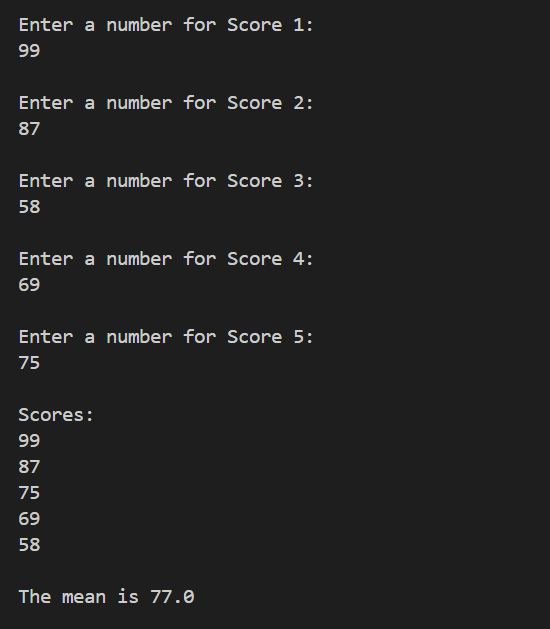 Enter a number for Score 1:
99
Enter a number for Score 2:
87
Enter a number for Score 3:
58
Enter a number for Score 4:
69
Enter a number for Score 5:
75
Scores:
99
87
75
69
58
The mean is 77.0